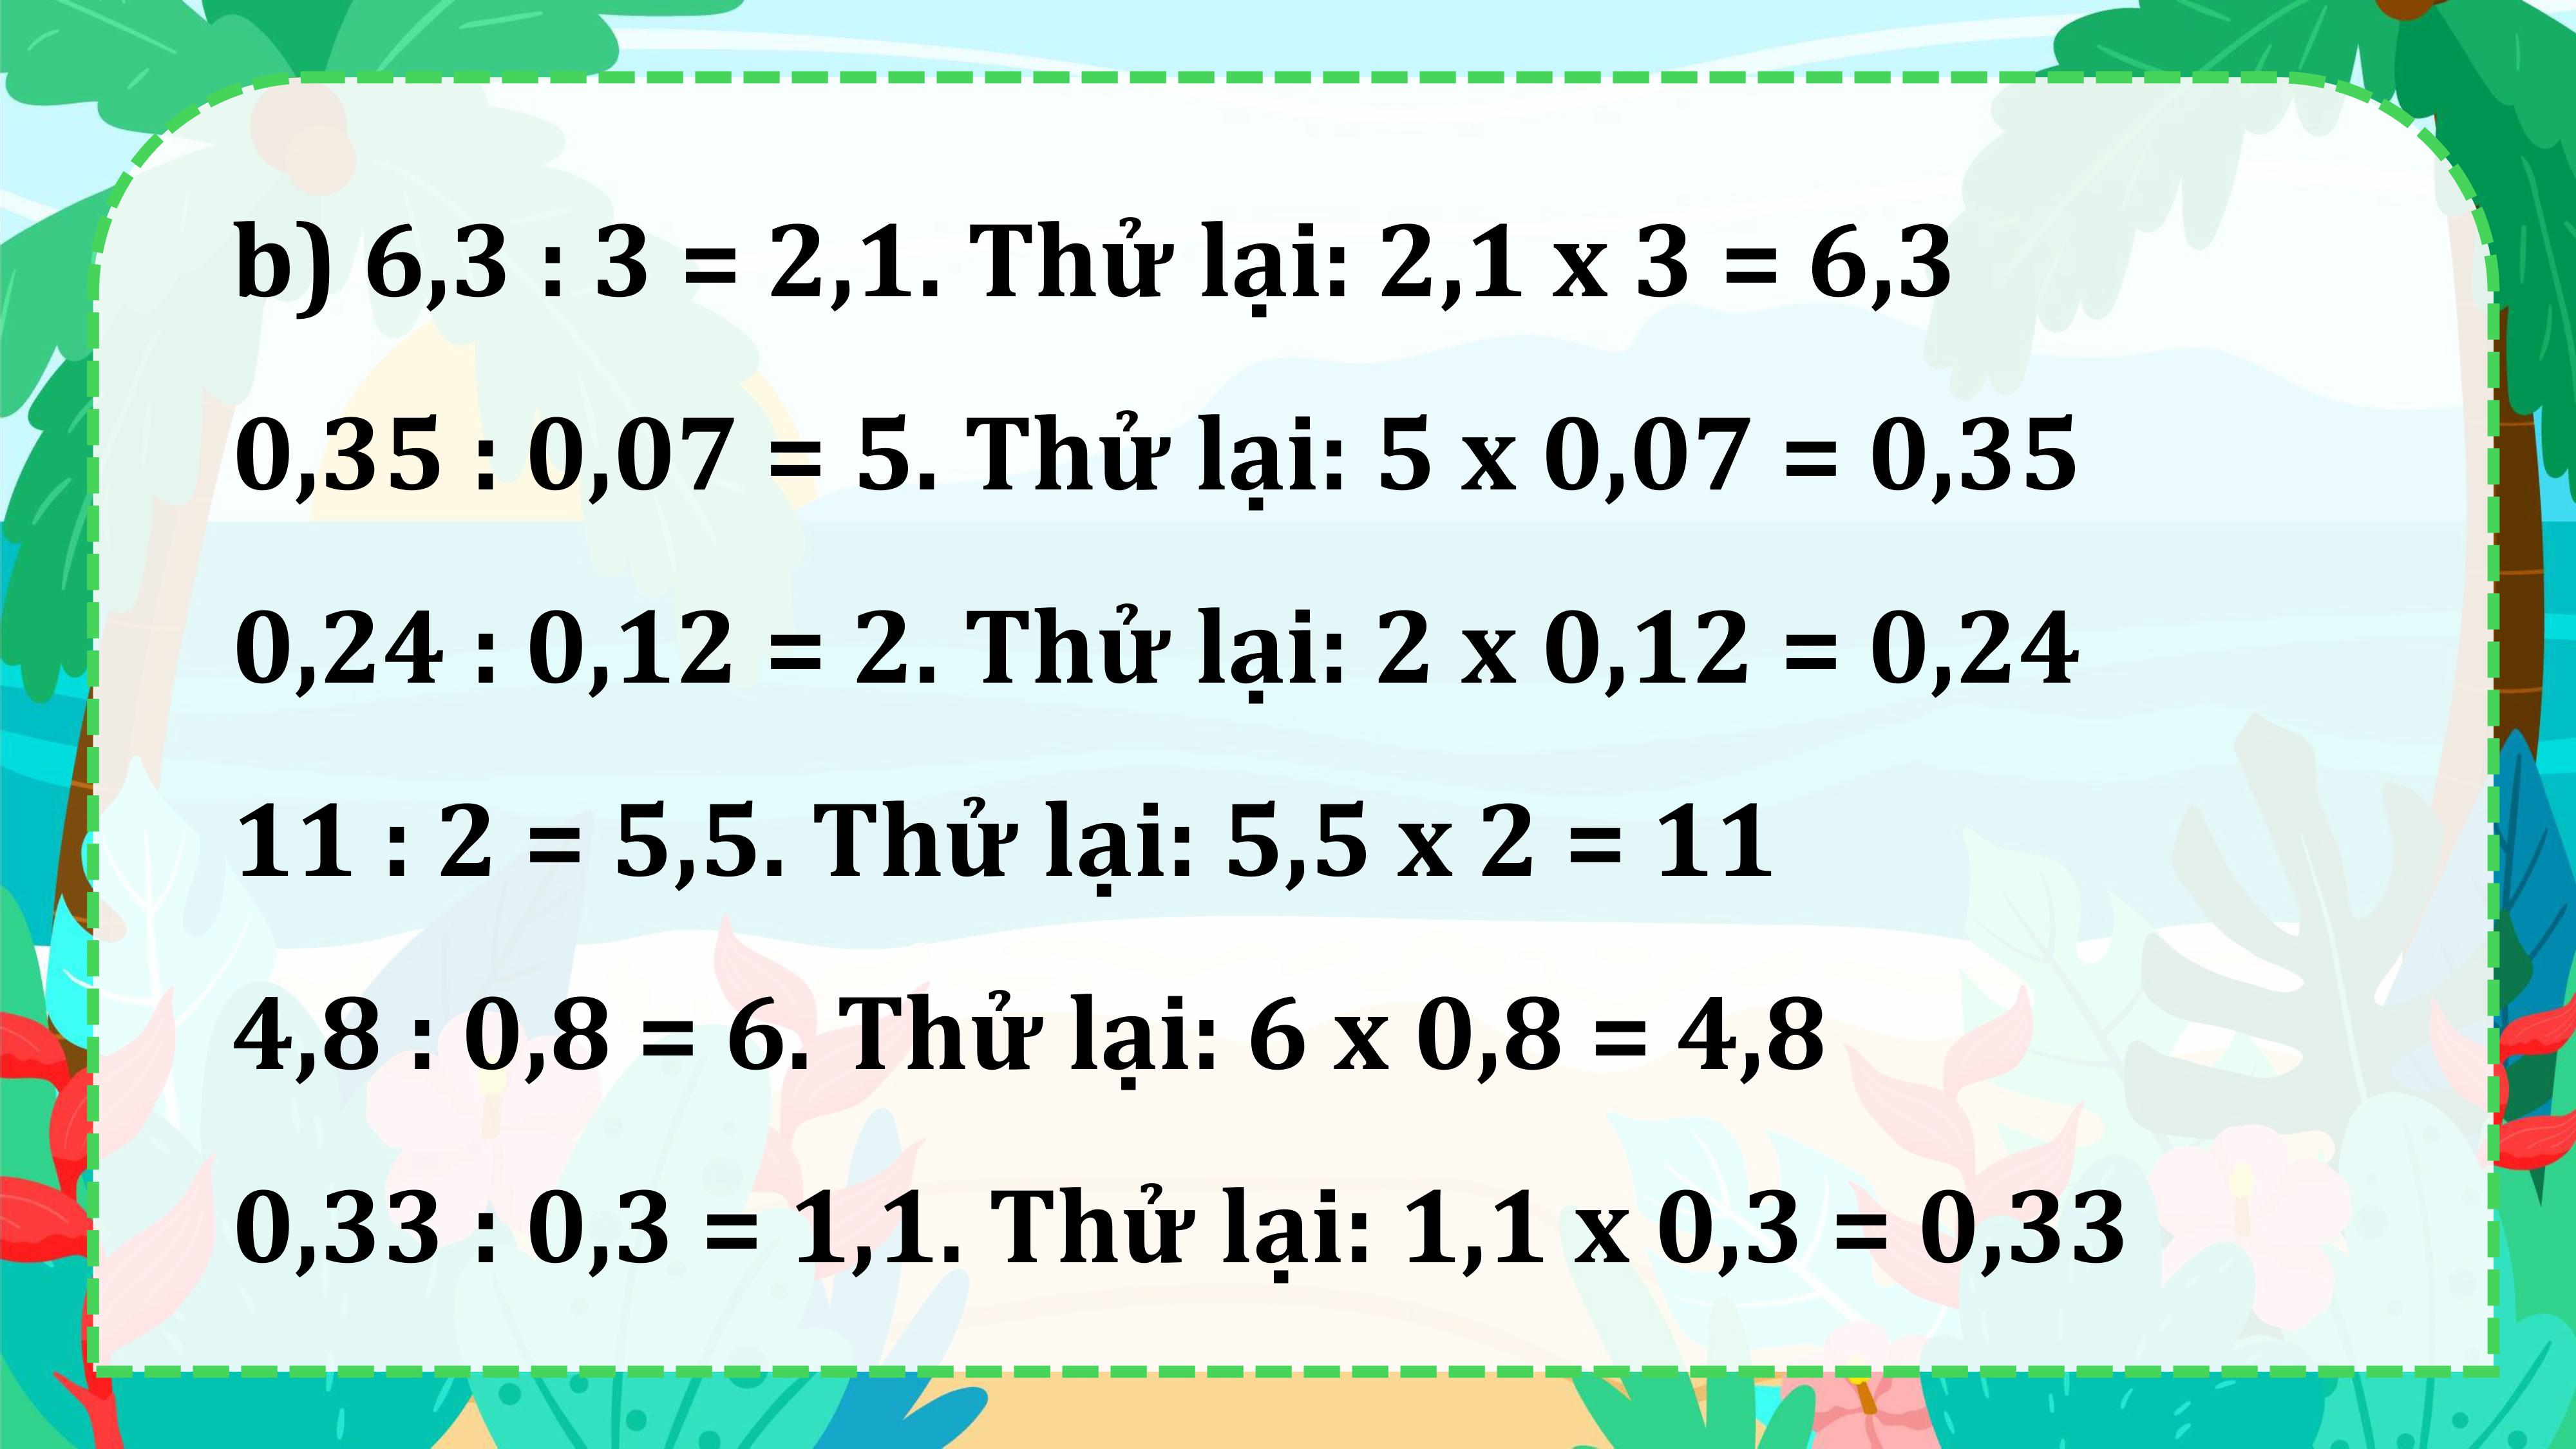 b) 6,3 : 3 = 2,1. Thử lại: 2,1 x 3 = 6,3
0,35 : 0,07 = 5. Thử lại: 5 x 0,07 = 0,35
0,24 : 0,12 = 2. Thử lại: 2 x 0,12 = 0,24
11 : 2 = 5,5. Thử lại: 5,5 x 2 = 11
4,8 : 0,8 = 6. Thử lại: 6 x 0,8 = 4,8
0,33 : 0,3 = 1,1. Thử lại: 1,1 x 0,3 = 0,33